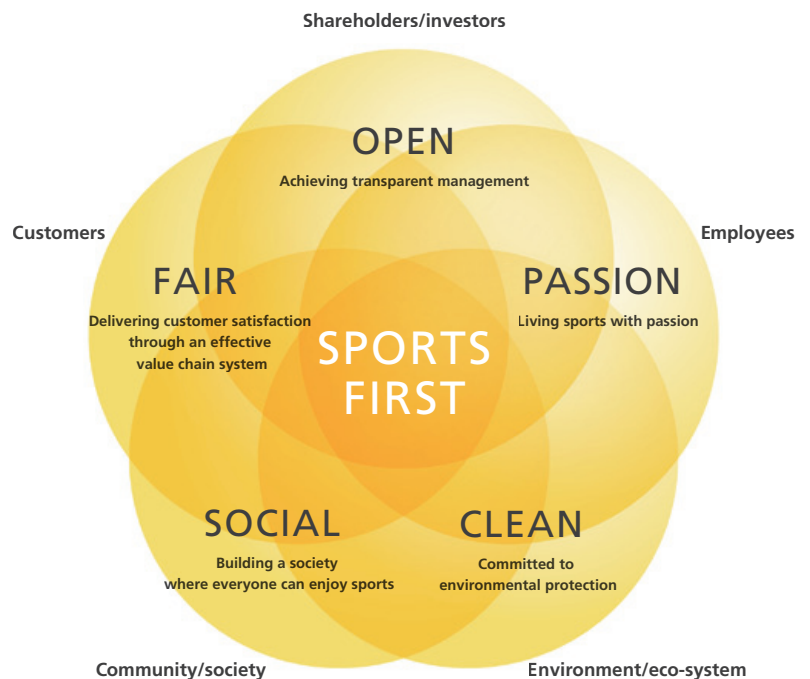 Shareholders/investors
OPEN
Achieving transparent management
Customers
Employees
FAIR
Delivering customer satisfaction
through an effective
value chain system
PASSION
Living sports with passion
SPORTS
FIRST
SOCIAL
Building a society
where everyone can enjoy sports
CLEAN
Committed to
environmental protection
Community/society
Environment/eco-system